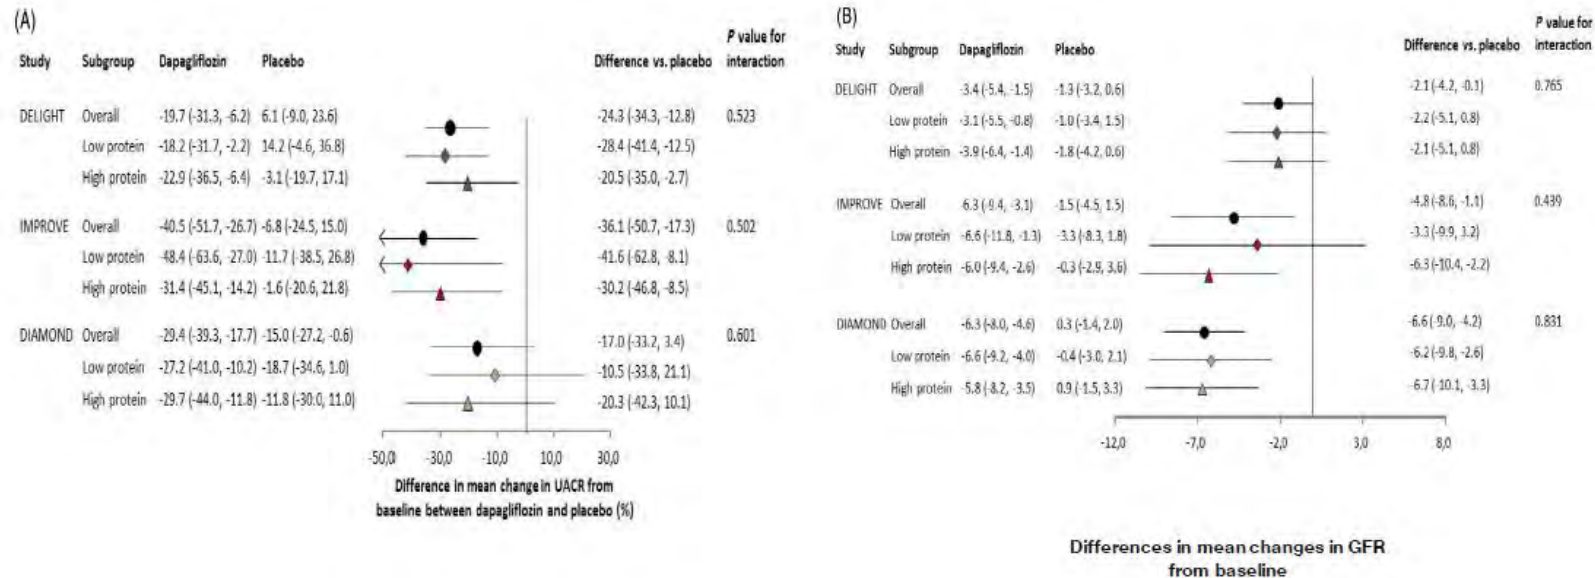 (A)
P value for
Study Subgroup Dapagliflozin Placebo Difference vs. placebo interaction
DELIGHT Overall -19.7 (-31.3, -6.2) 6.1 (-9.0, 23.6) -24.3 (-34.3, -12.8) 0.523
Low protein -18.2 (-31.7, -2.2) 14.2 (-4.6, 36.8) -28.4 (-41.4, -12.5)
High protein -22.9 (-36.5, -6.4) -3.1 (-19.7, 17.1) -20.5 (-35.0, -2.7)
IMPROVE Overall -40.5 (-51.7, -26.7) -6.8 (-24.5, 15.0) -36.1 (-50.7, -17.3) 0.502
Low protein -48.4 (-63.6, -27.0) -11.7 (-38.5, 26.8) -41.6 (-62.8, -8.1)
High protein -31.4 (-45.1, -14.2) -1.6 (-20.6, 21.8) -30.2 (-46.8, -8.5)
DIAMOND Overall -29.4 (-39.3, -17.7) -15.0 (-27.2, -0.6) -17.0 (-33.2, 3.4) 0.601
Low protein -27.2 (-41.0, -10.2) -18.7 (-34.6, 1.0) -10.5 (-33.8, 21.1)
High protein -29.7 (-44.0, -11.8) -11.8 (-30.0, 11.0) -20.3 (-42.3, 10.1)
-50,0 -30,0 -10,0 10,0 30,0
Difference in mean change in UACR from
baseline between dapagliflozin and placebo (%)
(B)
P value for
Study Subgroup Dapagliflozin Placebo Difference vs. placebo interaction
DELIGHT Overall -3.4 (-5.4, -1.5) -1.3 (-3.2, 0.6) -2.1 (-4.2, -0.1) 0.765
Low protein -3.1 (-5.5, -0.8) -1.0 (-3.4, 1.5) -2.2 (-5.1, 0.8)
High protein -3.9 (-6.4, -1.4) -1.8 (-4.2, 0.6) -2.1 (-5.1, 0.8)
IMPROVE Overall 6.3 (-9.4, -3.1) -1.5 (-4.5, 1.5) -4.8 (-8.6, -1.1) 0.439
Low protein -6.6 (-11.8, -1.3) -3.3 (-8.3, 1.8) -3.3 (-9.9, 3.2)
High protein -6.0 (-9.4, -2.6) -0.3 (-2.9, 3.6) -6.3 (-10.4, -2.2)
DIAMOND Overall -6.3 (-8.0, -4.6) 0.3 (-1.4, 2.0) -6.6 (-9.0, -4.2) 0.831
Low protein -6.6 (-9.2, -4.0) -0.4 (-3.0, 2.1) -6.2 (-9.8, -2.6)
High protein -5.8 (-8.2, -3.5) 0.9 (-1.5, 3.3) -6.7 (-10.1, -3.3)
-12,0 -7,0 -2,0 3,0 8,0
Differences in mean changes in GFR
from baseline